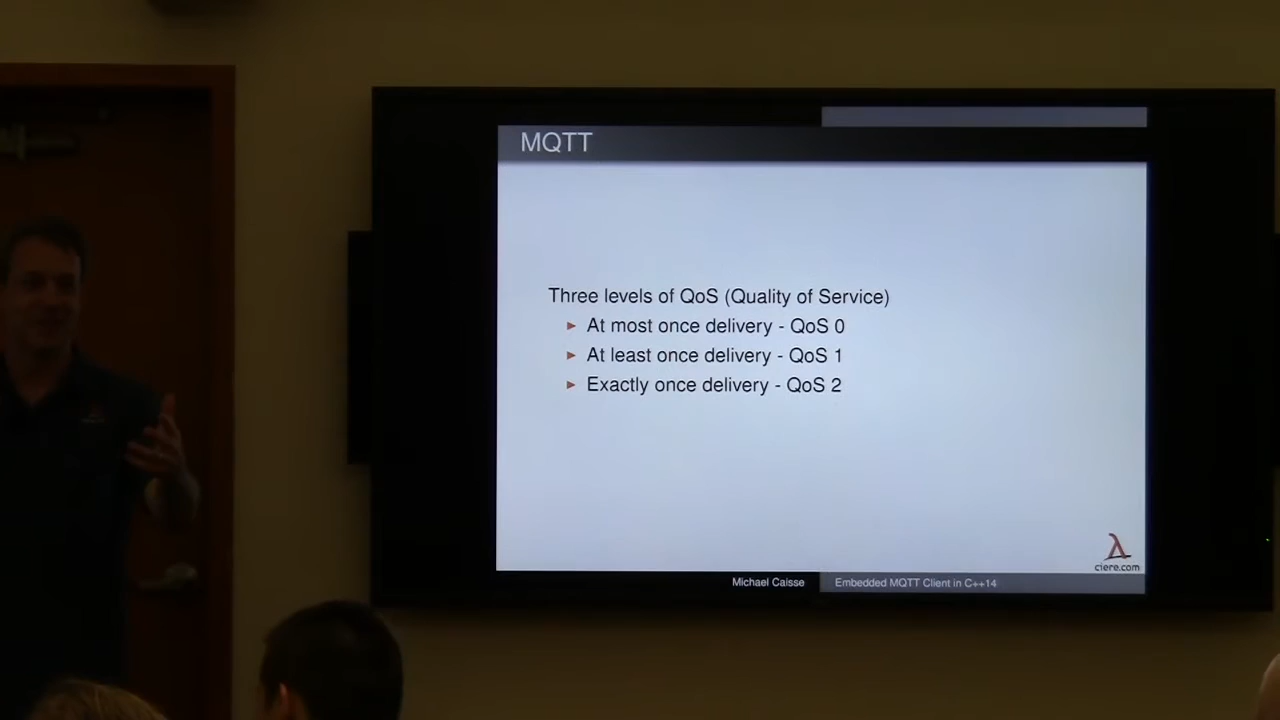 MQTT
Three levels of QoS (Quality of Service)
At most once delivery - QoS 0
At least once delivery - QoS 1
Exactly once delivery - QoS 2
ciere.com
Michael Caisse
Embedded MQTT Client in C++14